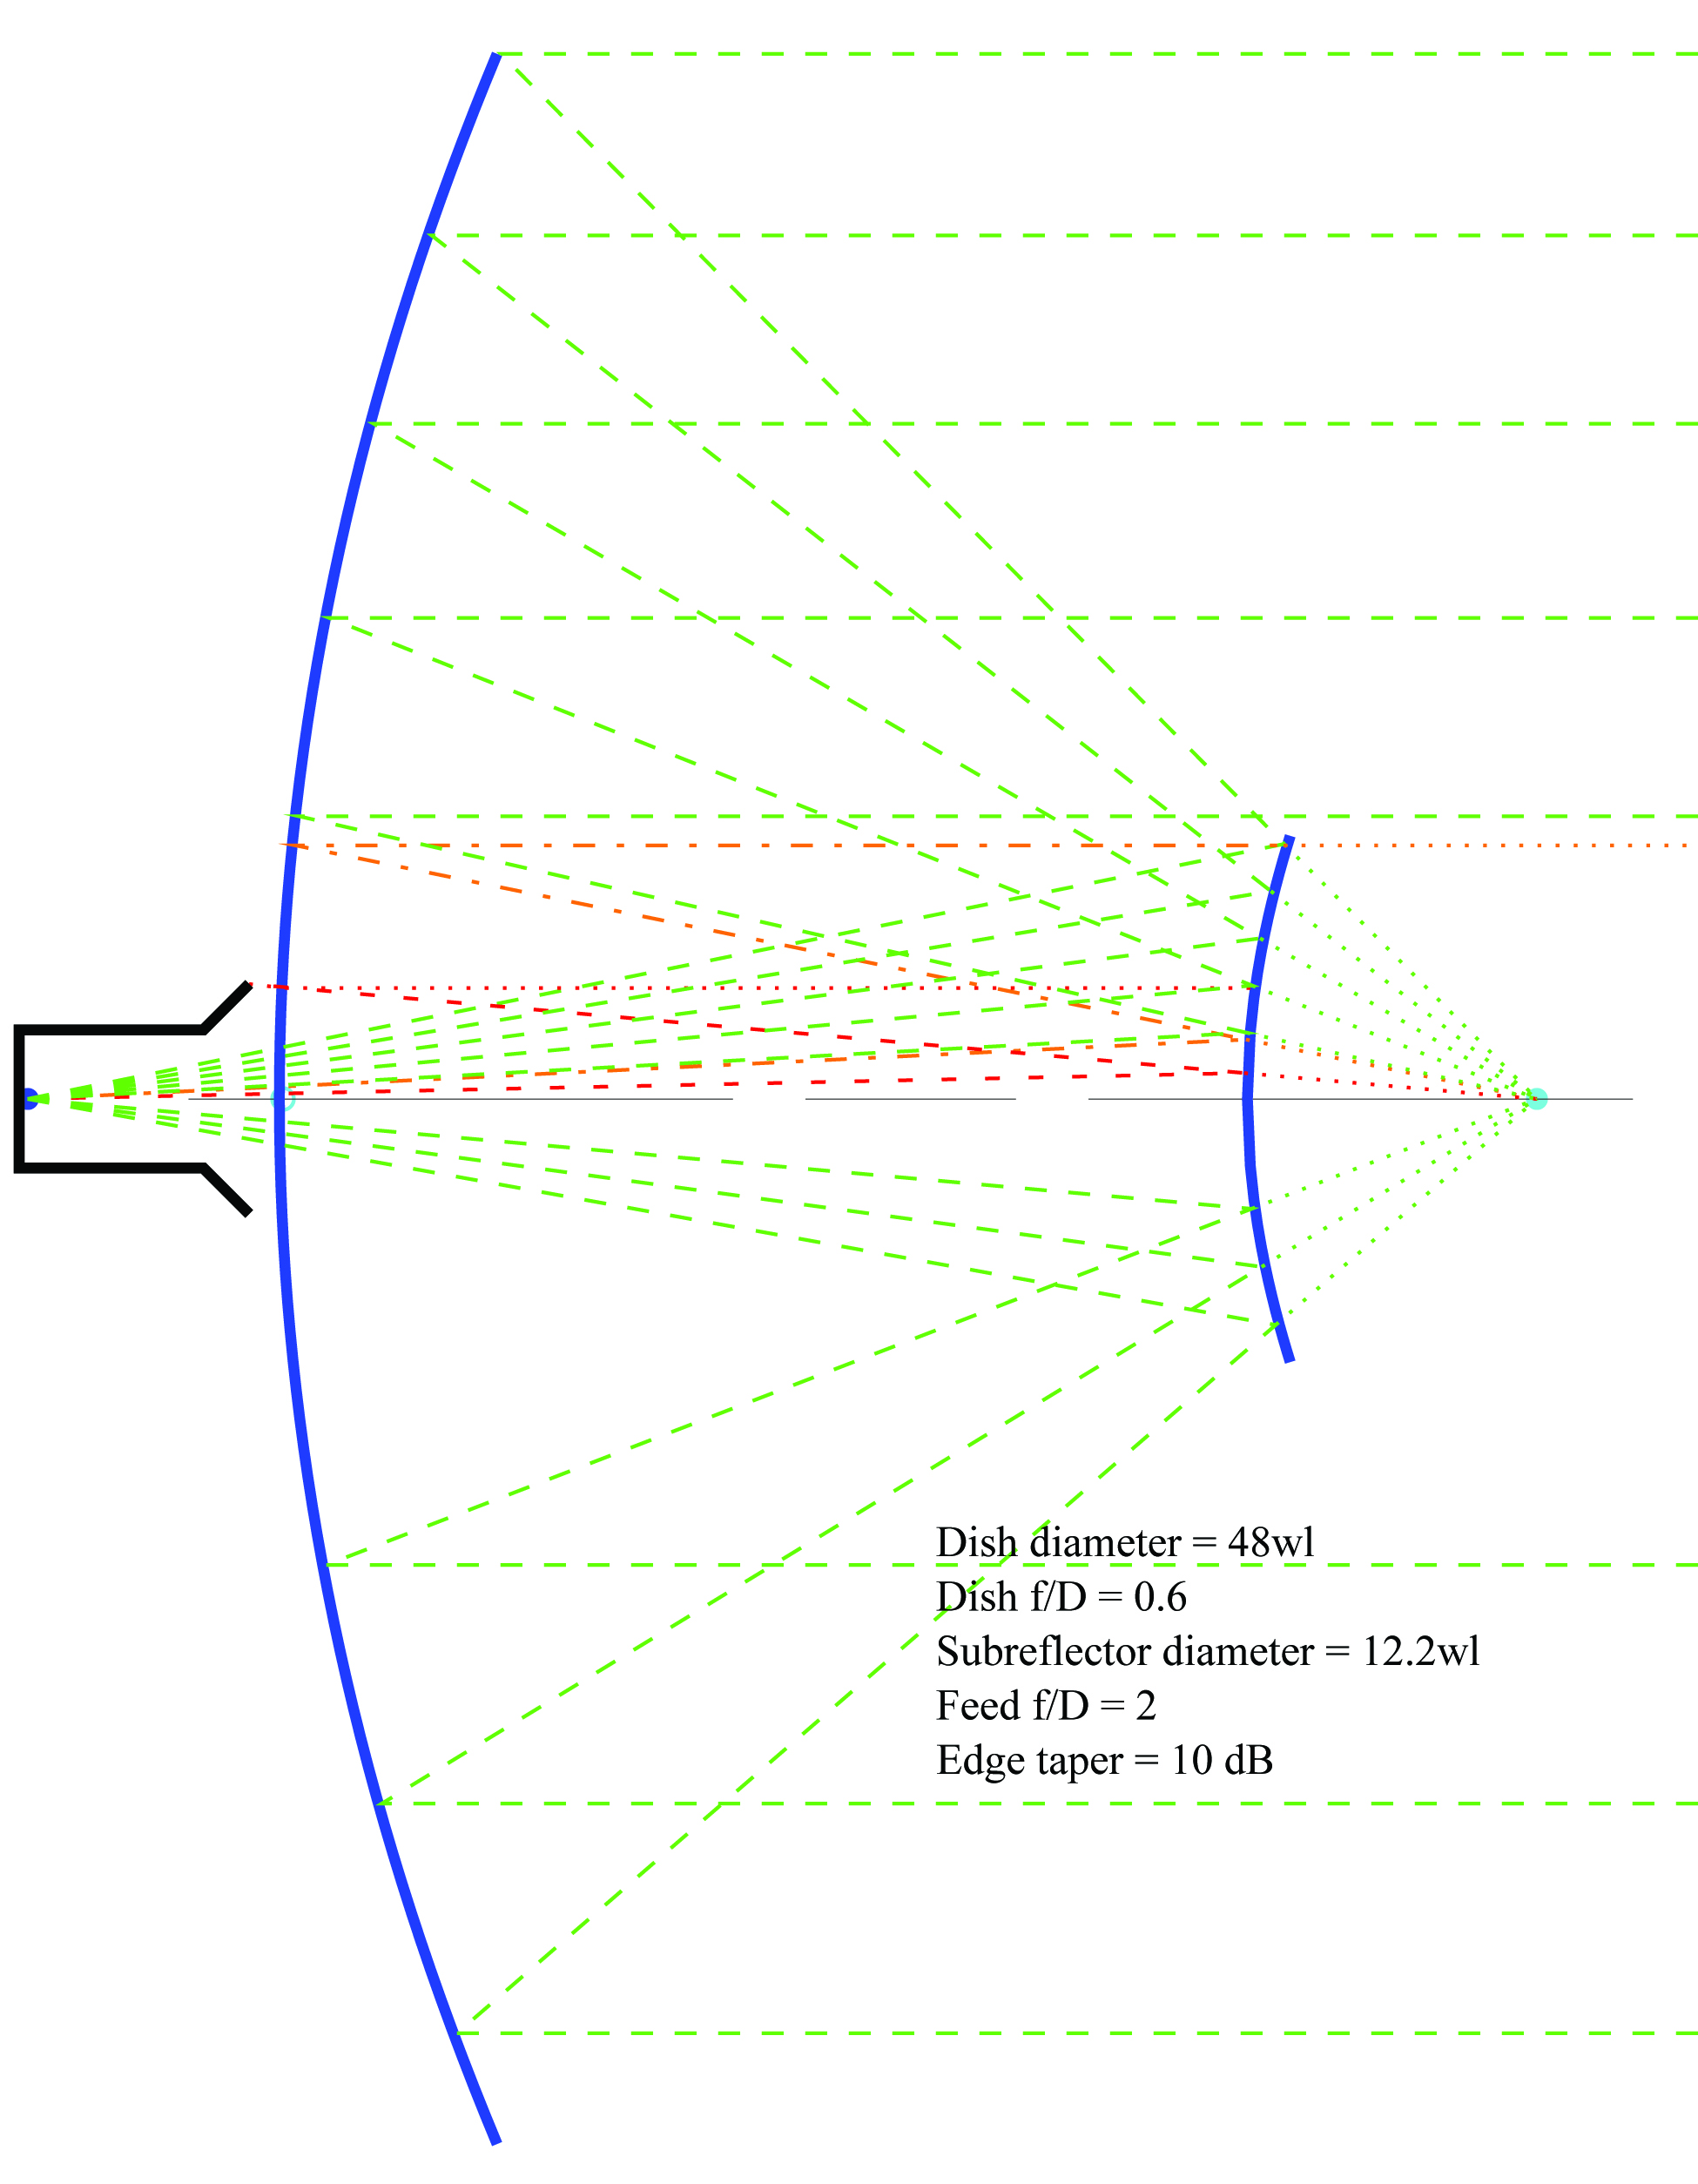 Dish diameter = 48wl
Dish f/D = 0.6
Subreflector diameter = 12.2wl
Feed f/D = 2
Edge taper = 10 dB